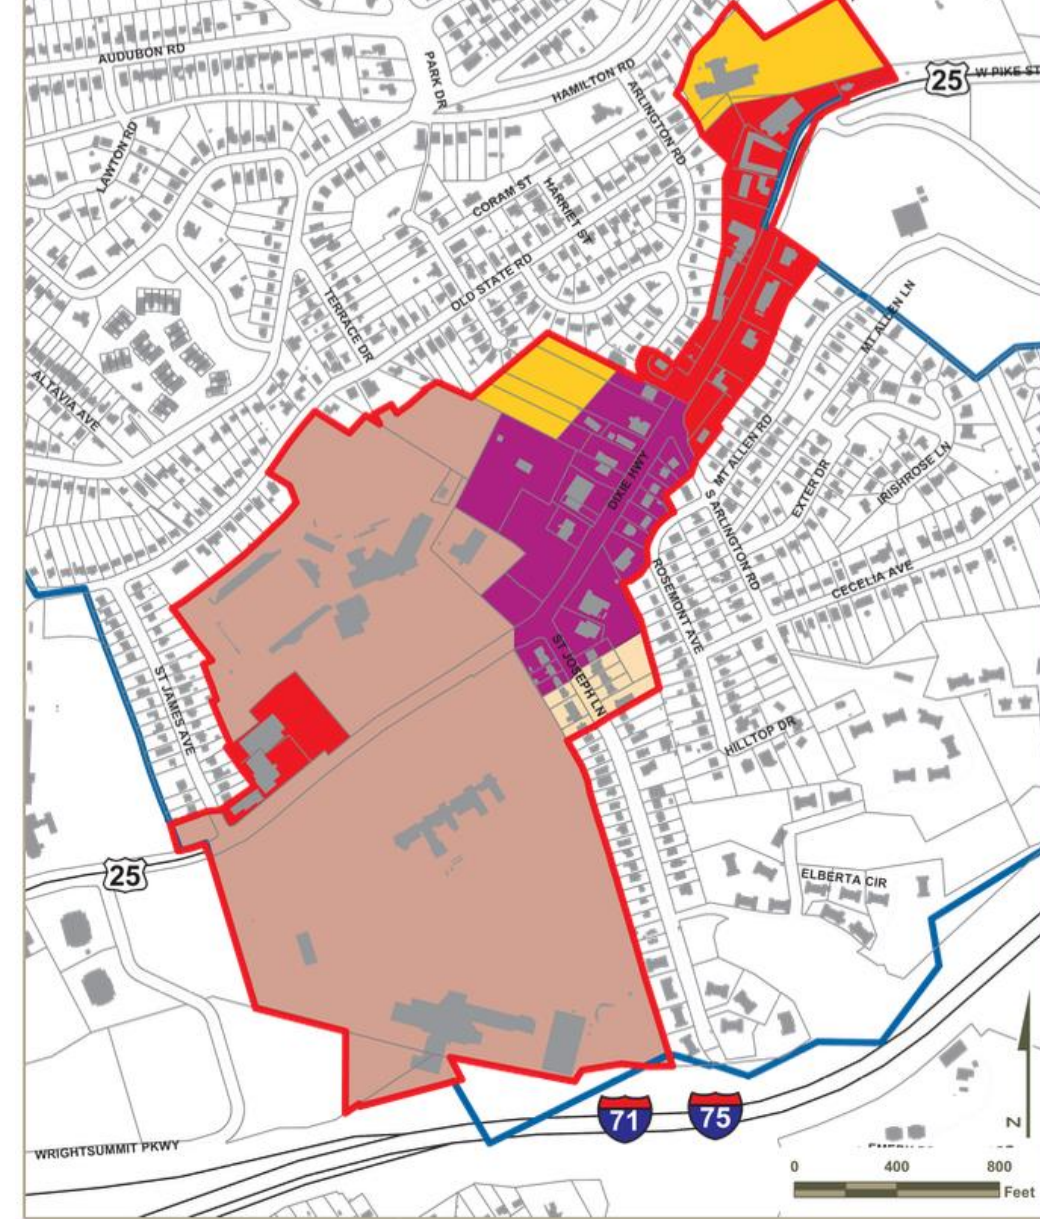 AUDUBON RD
PARK DR
HAMILTON RD
ARLINGTON RD
25
W PIKE ST
LAWTON RD
CORAM ST
HARRIET ST
OLD STATE RD
TERRACE DR
MT ALLEN LN
ALTAVIA AVE
DIXIE HWY
MT ALLEN RD
S ARLINGTON RD
EXTER DR
IRISHROSE LN
CECELIA AVE
ROSEMONT AVE
ST JOSEPH LN
ST JAMES AVE
HILLTOP DR
25
ELBERTA CIR
71
75
WRIGHTSUMMIT PKWY
N
0 400 800
Feet